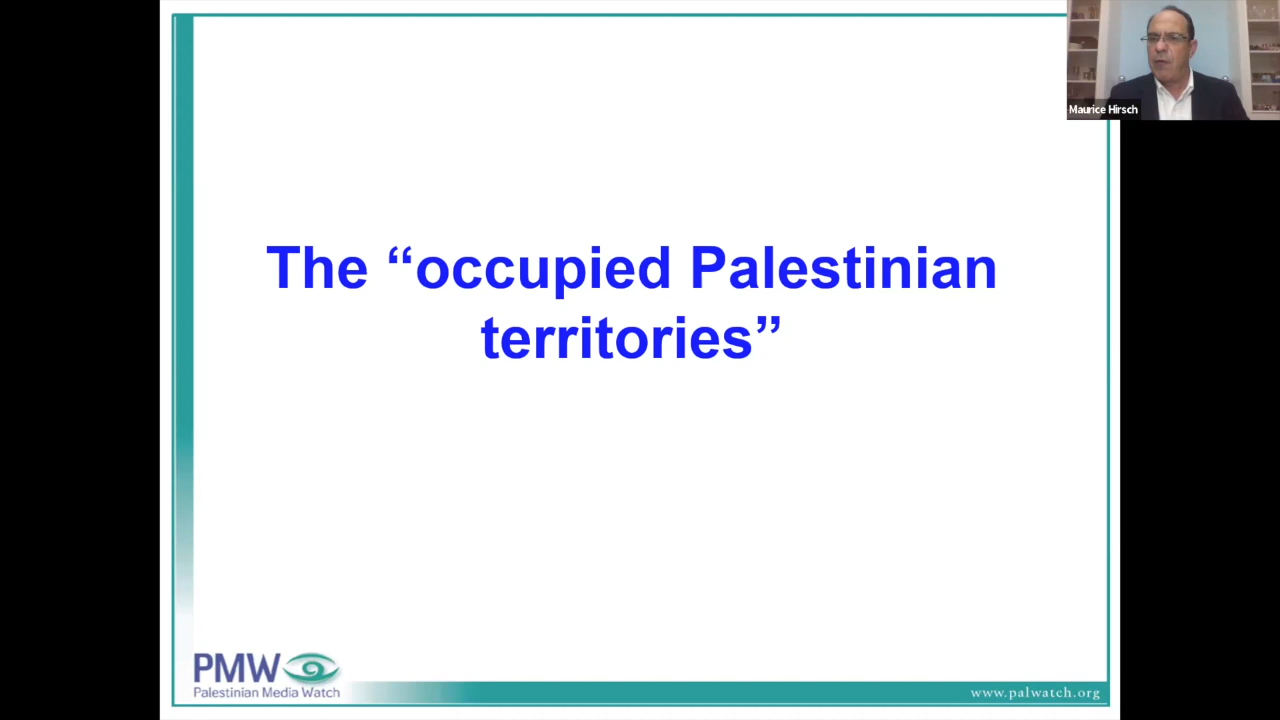 Maurice Hirsch
The “occupied Palestinian
territories”
PMW
Palestinian Media Watch
www.palwatch.org